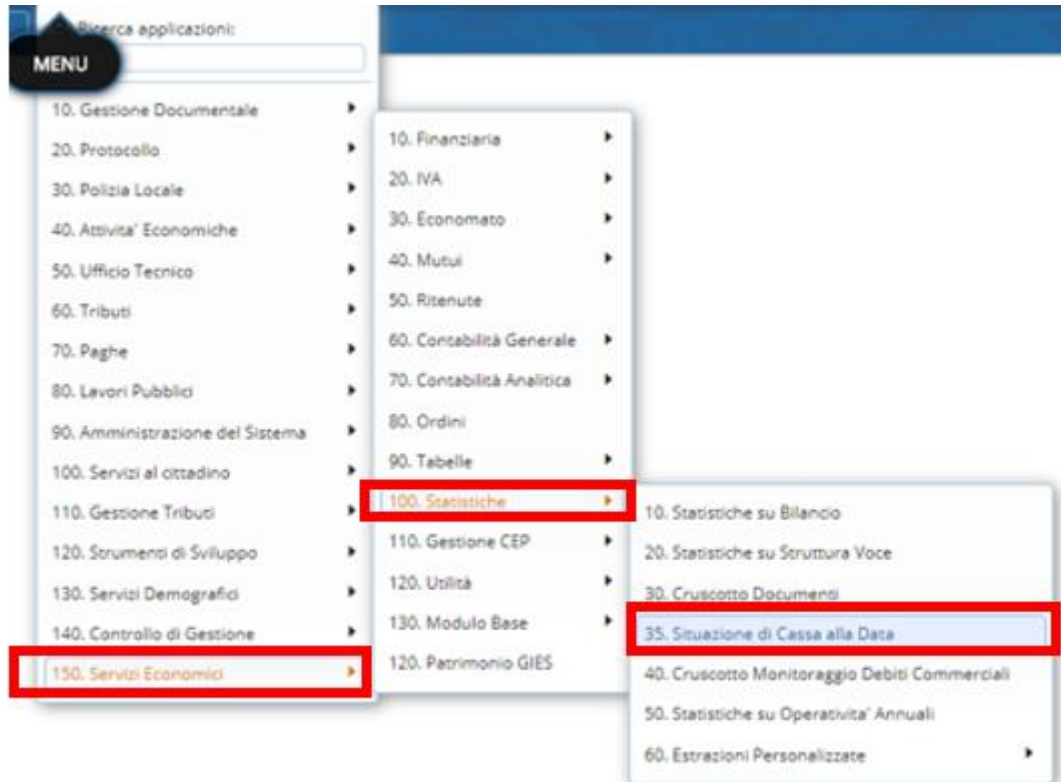 Ricerca applicazioni:
MENU
10. Gestione Documentale
20. Protocollo
30. Polizia Locale
40. Attivita' Economiche
50. Ufficio Tecnico
60. Tributi
70. Paghe
80. Lavori Pubblici
90. Amministrazione del Sistema
100. Servizi al cittadino
110. Gestione Tributi
120. Strumenti di Sviluppo
130. Servizi Demografici
140. Controllo di Gestione
150. Servizi Economici
10. Finanziaria
20. IVA
30. Economato
40. Mutui
50. Ritenute
60. Contabilità Generale
70. Contabilità Analitica
80. Ordini
90. Tabelle
100. Statistiche
110. Gestione CEP
120. Utilità
130. Modulo Base
120. Patrimonio GIES
10. Statistiche su Bilancio
20. Statistiche su Struttura Voce
30. Cruscotto Documenti
35. Situazione di Cassa alla Data
40. Cruscotto Monitoraggio Debiti Commerciali
50. Statistiche su Operativita' Annuali
60. Estrazioni Personalizzate